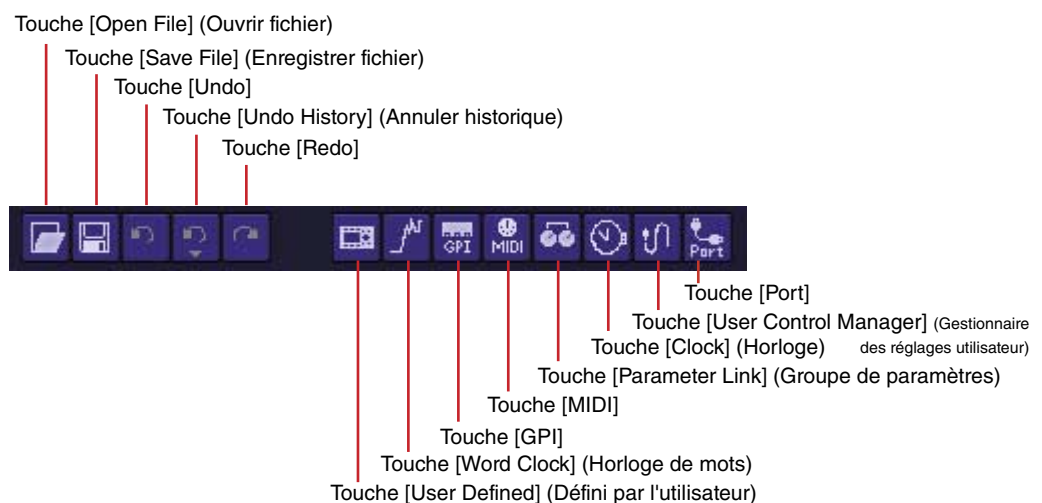 Touche [Open File] (Ouvrir fichier)
Touche [Save File] (Enregistrer fichier)
Touche [Undo]
Touche [Undo History] (Annuler historique)
Touche [Redo]
GPI
MIDI
Port
Touche [Port]
Touche [User Control Manager] (Gestionnaire
des réglages utilisateur)
Touche [Clock] (Horloge)
Touche [Parameter Link] (Groupe de paramètres)
Touche [MIDI]
Touche [GPI]
Touche [Word Clock] (Horloge de mots)
Touche [User Defined] (Défini par l'utilisateur)